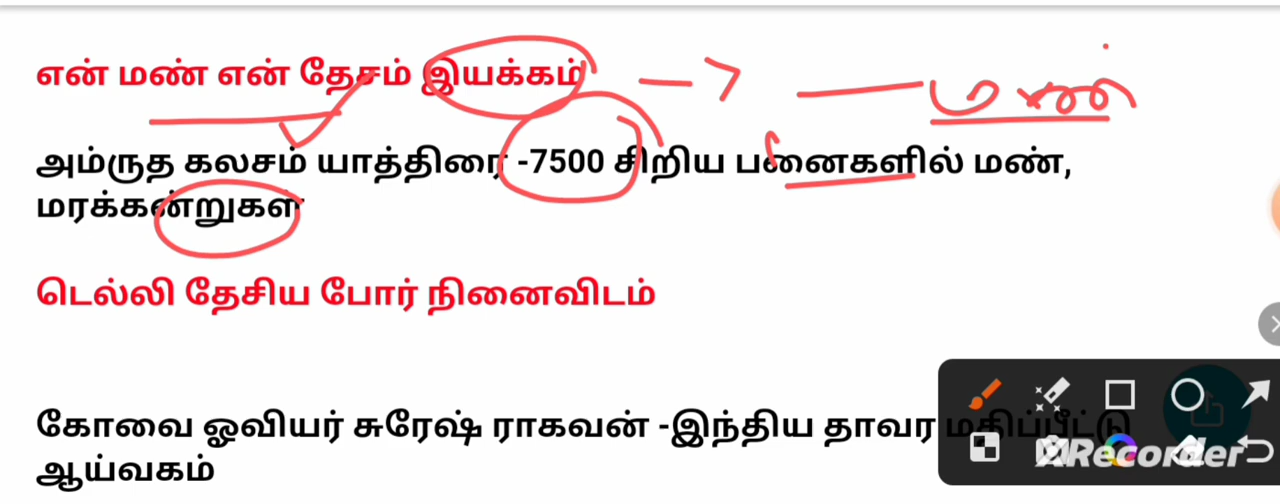 என் மண் என் தேசம் இயக்கம் மண்
அம்ருத கலசம் யாத்திரை -7500 சிறிய பனைகளில் மண்,
மரக்கன்றுகள்
டெல்லி தேசிய போர் நினைவிடம்
கோவை ஓவியர் சுரேஷ் ராகவன் -இந்திய தாவர மதிப்பீட்டு
ஆய்வகம்
XRecorder